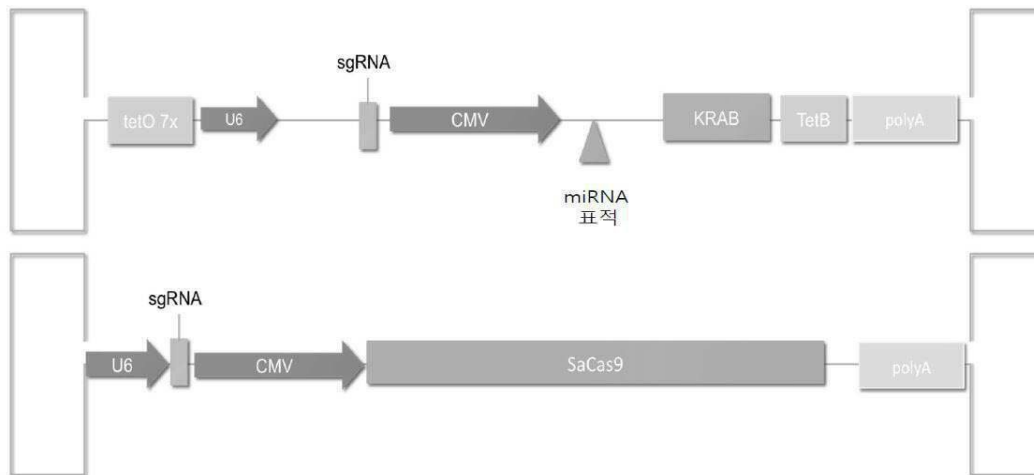 sgRNA
tetO 7x U6 CMV KRAB TetB polyA
miRNA
표적
sgRNA
U6 CMV SaCas9 polyA